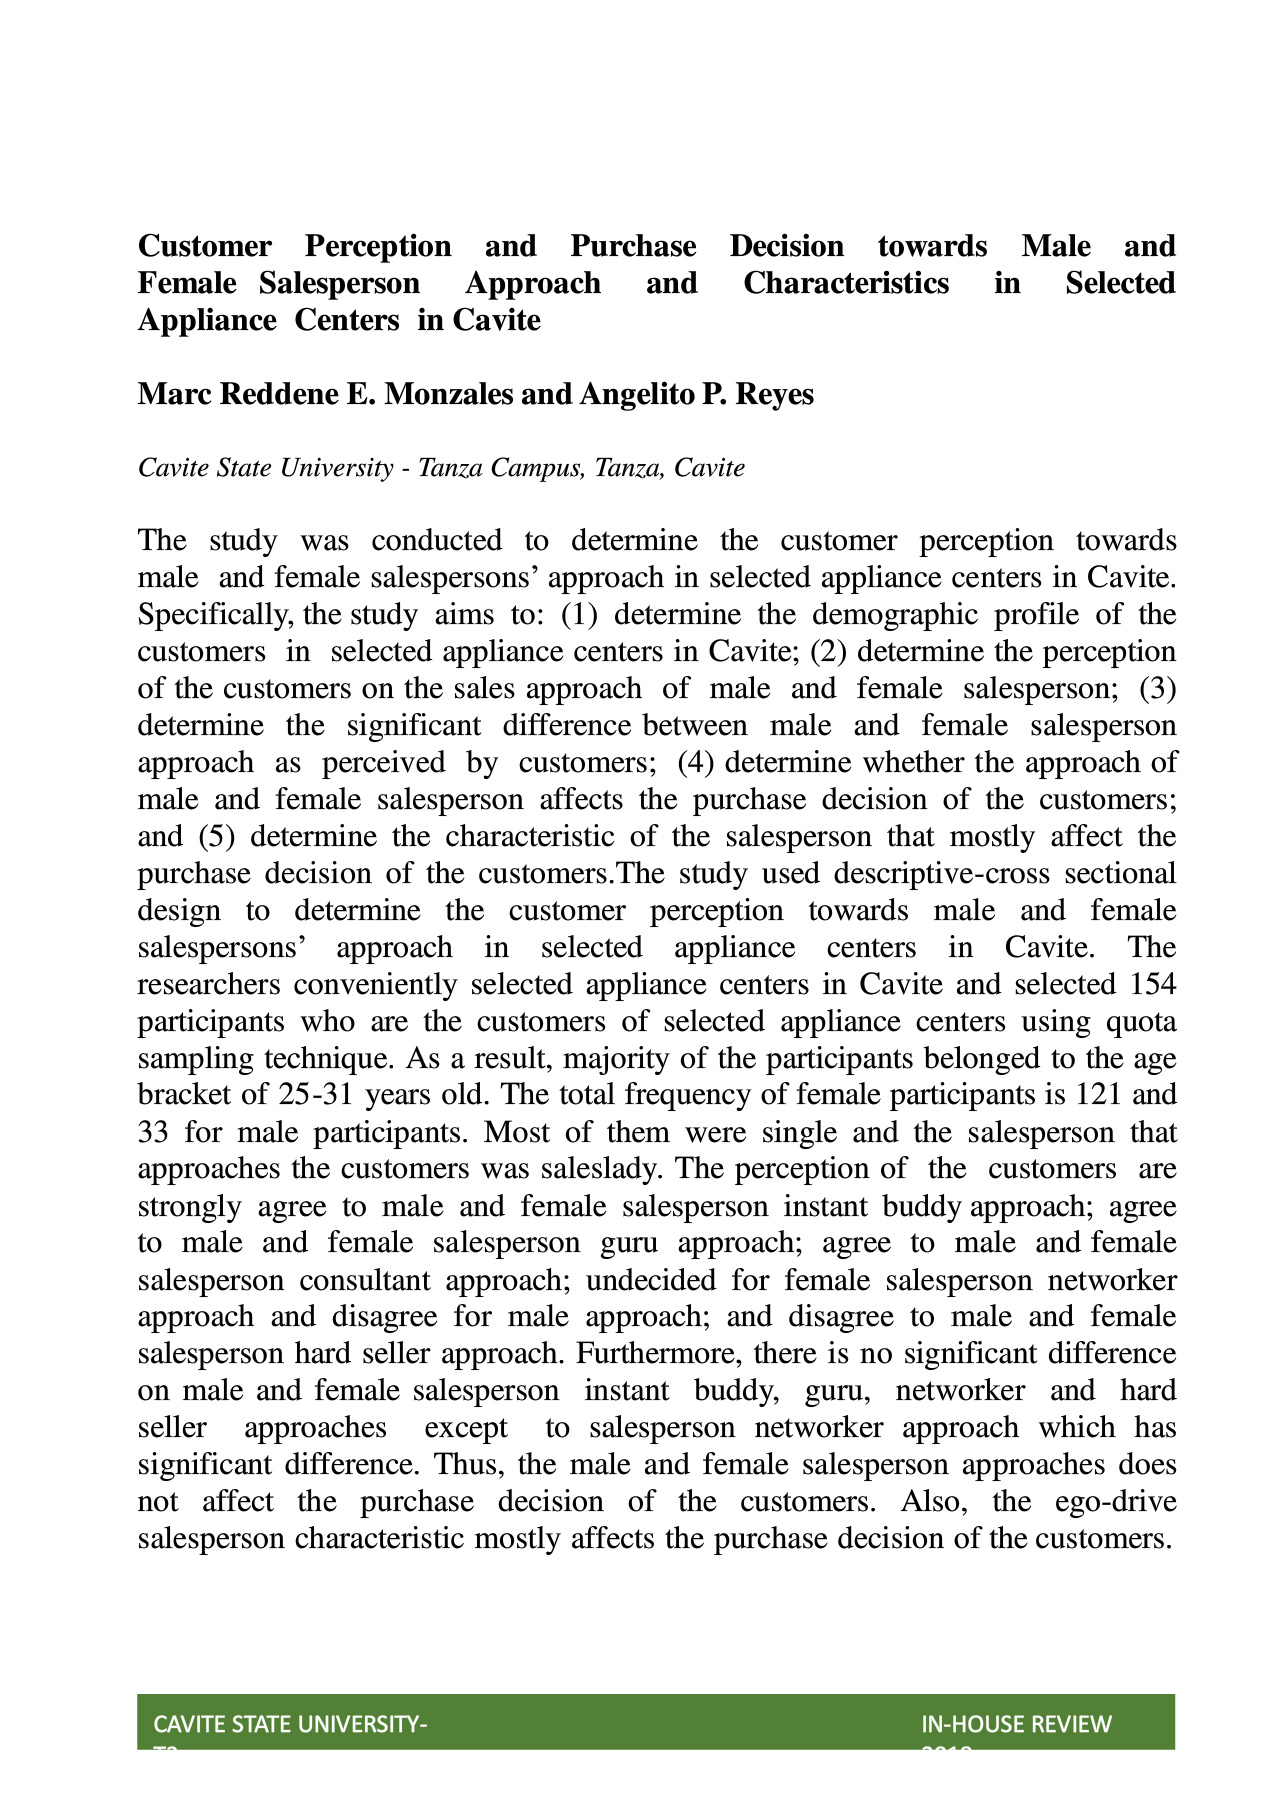 Customer Perception and Purchase Decision towards Male and
Female Salesperson Approach and Characteristics in Selected
Appliance Centers in Cavite
Marc Reddene E. Monzales and Angelito P. Reyes
Cavite State University - Tanza Campus, Tanza, Cavite
The study was conducted to determine the customer perception towards
male and female salespersons’ approach in selected appliance centers in Cavite.
Specifically, the study aims to: (1) determine the demographic profile of the
customers in selected appliance centers in Cavite; (2) determine the perception
of the customers on the sales approach of male and female salesperson; (3)
determine the significant difference between male and female salesperson
approach as perceived by customers; (4) determine whether the approach of
male and female salesperson affects the purchase decision of the customers;
and (5) determine the characteristic of the salesperson that mostly affect the
purchase decision of the customers.The study used descriptive-cross sectional
design to determine the customer perception towards male and female
salespersons’ approach in selected appliance centers in Cavite. The
researchers conveniently selected appliance centers in Cavite and selected 154
participants who are the customers of selected appliance centers using quota
sampling technique. As a result, majority of the participants belonged to the age
bracket of 25-31 years old. The total frequency of female participants is 121 and
33 for male participants. Most of them were single and the salesperson that
approaches the customers was saleslady. The perception of the customers are
strongly agree to male and female salesperson instant buddy approach; agree
to male and female salesperson guru approach; agree to male and female
salesperson consultant approach; undecided for female salesperson networker
approach and disagree for male approach; and disagree to male and female
salesperson hard seller approach. Furthermore, there is no significant difference
on male and female salesperson instant buddy, guru, networker and hard
seller approaches except to salesperson networker approach which has
significant difference. Thus, the male and female salesperson approaches does
not affect the purchase decision of the customers. Also, the ego-drive
salesperson characteristic mostly affects the purchase decision of the customers.
CAVITE STATE UNIVERSITY-
IN-HOUSE REVIEW